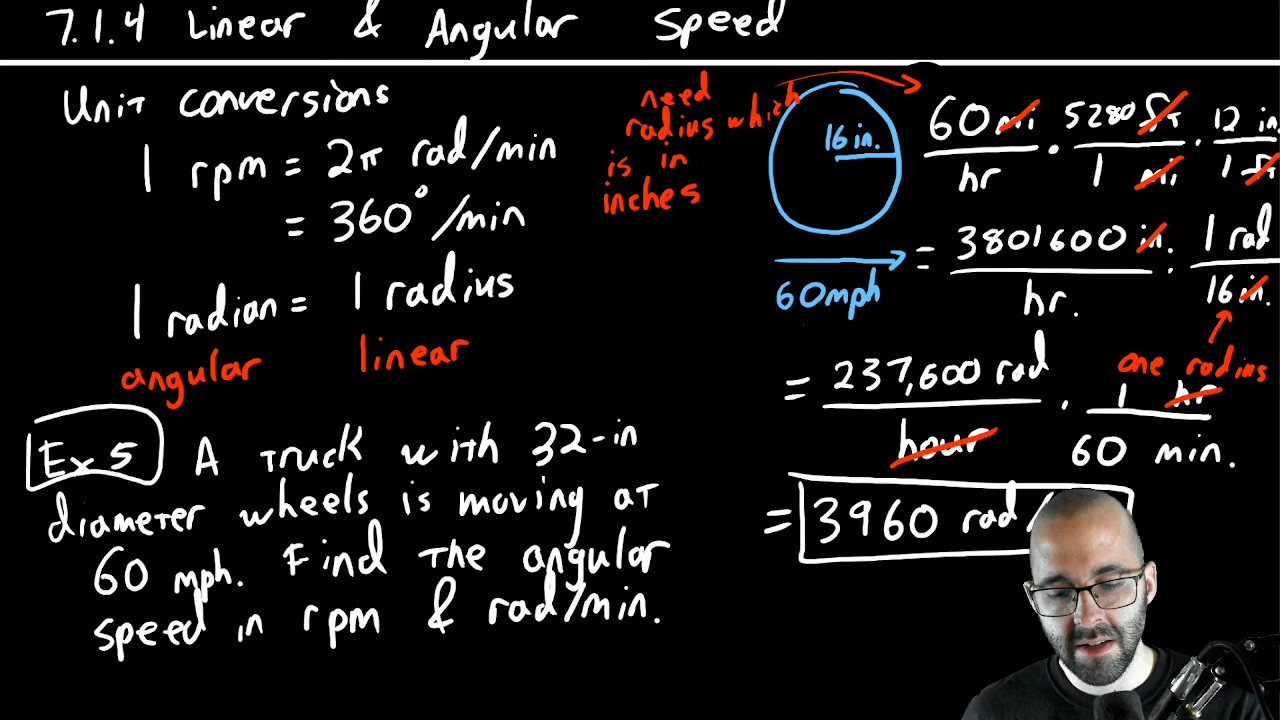 7.1.4 Linear & Angular Speed
Unit conversions
1 rpm = 2π rad/min
= 360°/min
1 radian = 1 radius
angular linear
Ex 5 A truck with 32-in
diameter wheels is moving at
60 mph. Find the angular
speed in rpm & rad/min.
need
radius which
is in
inches
16 in.
60mph
60 mi / hr · 5280 ft / 1 mi · 12 in / 1 ft
= 3801600 in. / hr. · 1 rad / 16 in.
one radius
= 237,600 rad / hour · 1 hr / 60 min.
= 3960 rad/